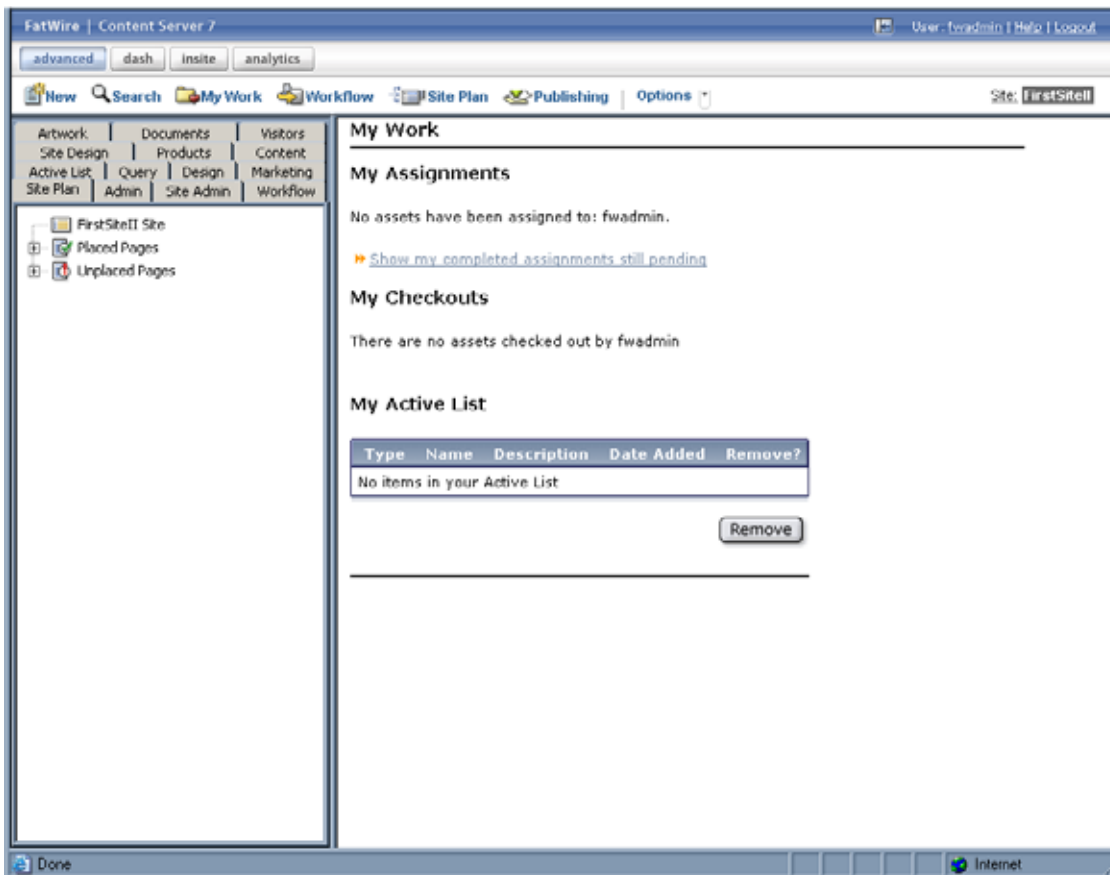 FatWire | Content Server 7
User: fwadmin | Help | Logout
advanced dash insite analytics
New Search My Work Workflow Site Plan Publishing | Options
Site: FirstSiteII
Artwork Documents Visitors
Site Design Products Content
Active List Query Design Marketing
Site Plan Admin Site Admin Workflow
FirstSiteII Site
Placed Pages
Unplaced Pages
My Work
My Assignments
No assets have been assigned to: fwadmin.
Show my completed assignments still pending
My Checkouts
There are no assets checked out by fwadmin
My Active List
Type Name Description Date Added Remove?
No items in your Active List
Remove
Done
Internet